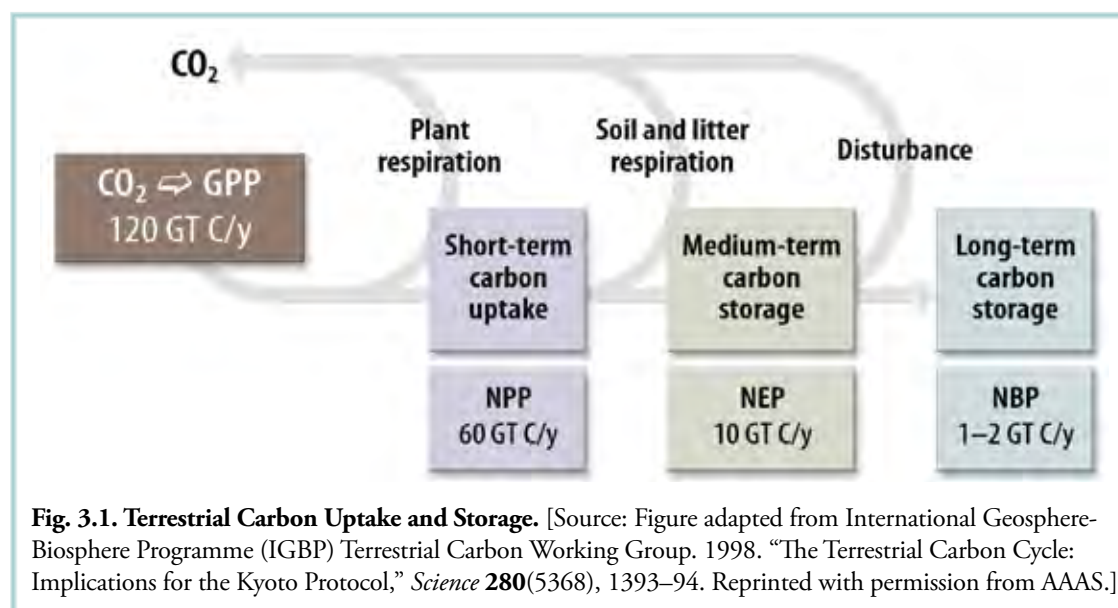 CO₂
Plant
respiration
Soil and litter
respiration
Disturbance
CO₂ ⇨ GPP
120 GT C/y
Short-term
carbon
uptake
Medium-term
carbon
storage
Long-term
carbon
storage
NPP
60 GT C/y
NEP
10 GT C/y
NBP
1–2 GT C/y
Fig. 3.1. Terrestrial Carbon Uptake and Storage. [Source: Figure adapted from International Geosphere-
Biosphere Programme (IGBP) Terrestrial Carbon Working Group. 1998. “The Terrestrial Carbon Cycle:
Implications for the Kyoto Protocol,” Science 280(5368), 1393–94. Reprinted with permission from AAAS.]